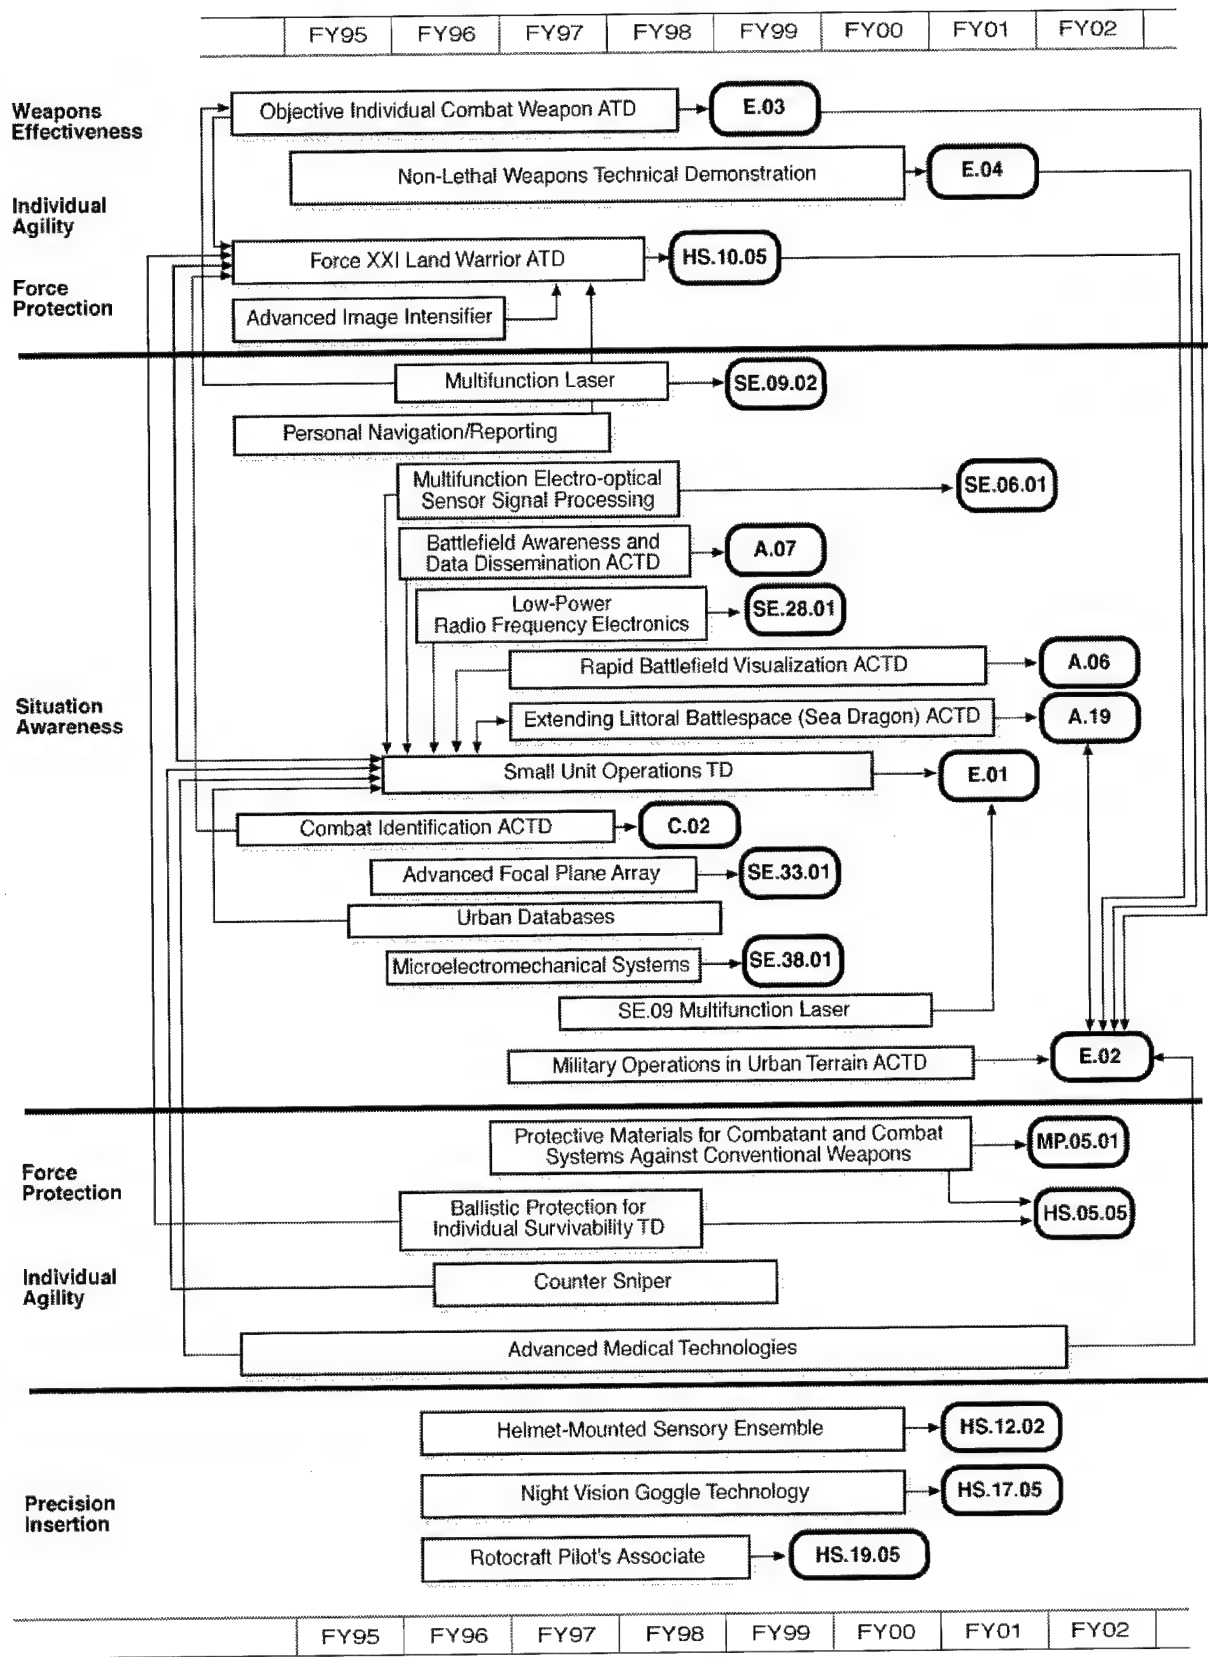 FY95 FY96 FY97 FY98 FY99 FY00 FY01 FY02
Weapons
Effectiveness
Objective Individual Combat Weapon ATD
E.03
Non-Lethal Weapons Technical Demonstration
E.04
Individual
Agility
Force XXI Land Warrior ATD
HS.10.05
Force
Protection
Advanced Image Intensifier
Multifunction Laser
SE.09.02
Personal Navigation/Reporting
Multifunction Electro-optical
Sensor Signal Processing
SE.06.01
Battlefield Awareness and
Data Dissemination ACTD
A.07
Low-Power
Radio Frequency Electronics
SE.28.01
Rapid Battlefield Visualization ACTD
A.06
Situation
Awareness
Extending Littoral Battlespace (Sea Dragon) ACTD
A.19
Small Unit Operations TD
E.01
Combat Identification ACTD
C.02
Advanced Focal Plane Array
SE.33.01
Urban Databases
Microelectromechanical Systems
SE.38.01
SE.09 Multifunction Laser
Military Operations in Urban Terrain ACTD
E.02
Force
Protection
Protective Materials for Combatant and Combat
Systems Against Conventional Weapons
MP.05.01
Ballistic Protection for
Individual Survivability TD
HS.05.05
Individual
Agility
Counter Sniper
Advanced Medical Technologies
Helmet-Mounted Sensory Ensemble
HS.12.02
Precision
Insertion
Night Vision Goggle Technology
HS.17.05
Rotocraft Pilot's Associate
HS.19.05
FY95 FY96 FY97 FY98 FY99 FY00 FY01 FY02